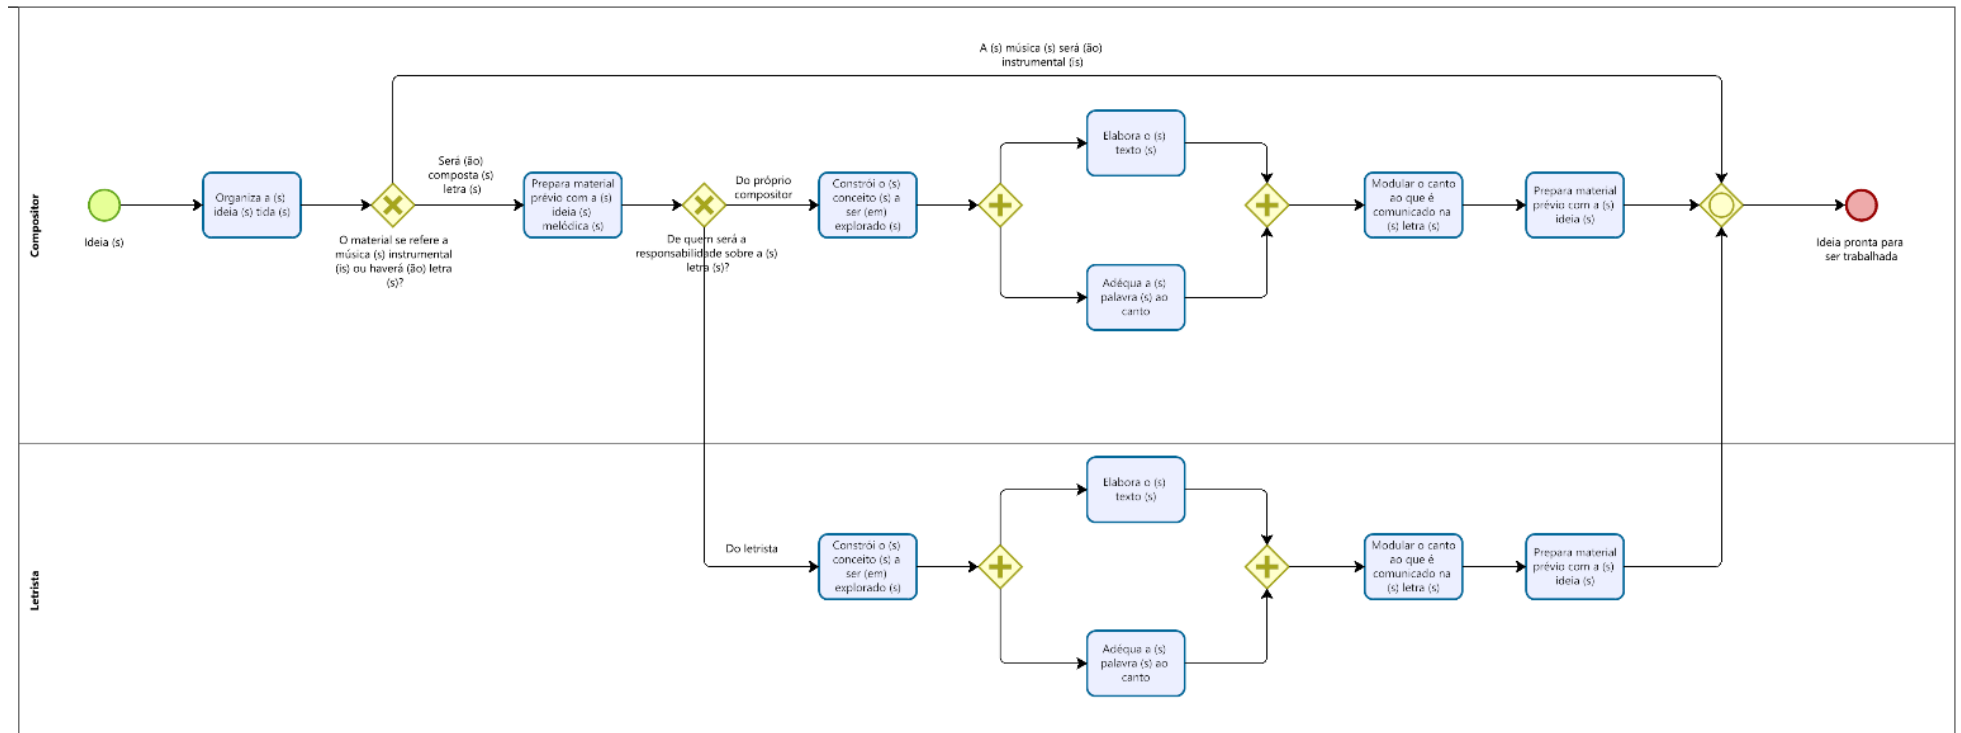 A (s) música (s) será (ão)
instrumental (is)
Compositor
Ideia (s)
Organiza a (s)
ideia (s) tida (s)
O material se refere a
música (s) instrumental
(is) ou haverá (ão) letra
(s)?
Será (ão)
composta (s)
letra (s)
Prepara material
prévio com a (s)
ideia (s)
melódica (s)
De quem será a
responsabilidade sobre a (s)
letra (s)?
Do próprio
compositor
Constrói o (s)
conceito (s) a
ser (em)
explorado (s)
Elabora o (s)
texto (s)
Adéqua a (s)
palavra (s) ao
canto
Modular o canto
ao que é
comunicado na
(s) letra (s)
Prepara material
prévio com a (s)
ideia (s)
Ideia pronta para
ser trabalhada
Letrista
Do letrista
Constrói o (s)
conceito (s) a
ser (em)
explorado (s)
Elabora o (s)
texto (s)
Adéqua a (s)
palavra (s) ao
canto
Modular o canto
ao que é
comunicado na
(s) letra (s)
Prepara material
prévio com a (s)
ideia (s)